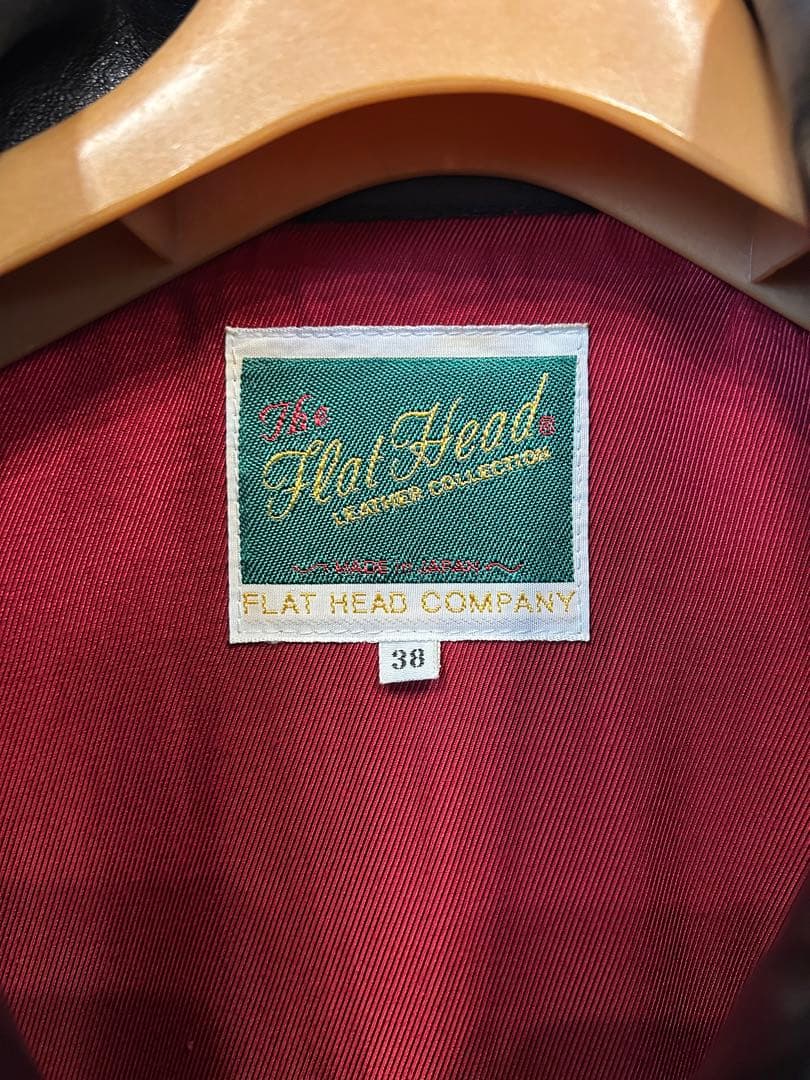 The
Flat Head®
LEATHER COLLECTION
MADE IN JAPAN
FLAT HEAD COMPANY
38